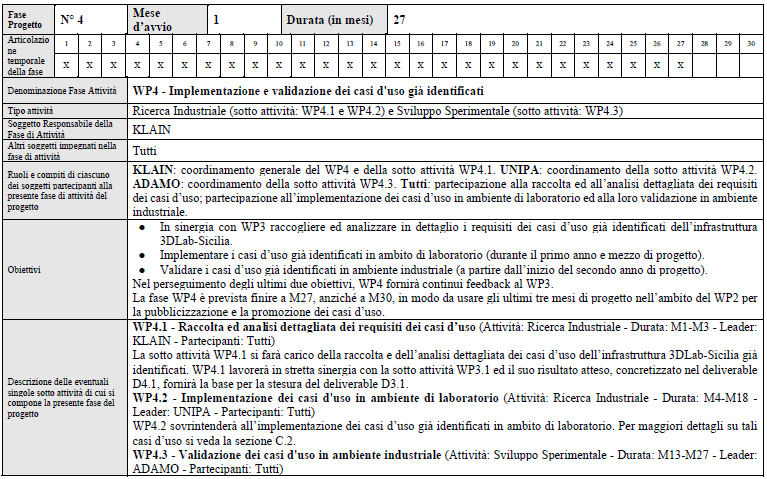 Fase
Progetto
N° 4
Mese
d'avvio
1
Durata (in mesi)
27
Articolazio
ne
temporale
della fase
1 2 3 4 5 6 7 8 9 10 11 12 13 14 15 16 17 18 19 20 21 22 23 24 25 26 27 28 29 30
X X X X X X X X X X X X X X X X X X X X X X X X X X X
Denominazione Fase Attività
WP4 - Implementazione e validazione dei casi d'uso già identificati
Tipo attività
Ricerca Industriale (sotto attività: WP4.1 e WP4.2) e Sviluppo Sperimentale (sotto attività: WP4.3)
Soggetto Responsabile della
Fase di Attività
KLAIN
Altri soggetti impegnati nella
fase di attività
Tutti
Ruoli e compiti di ciascuno
dei soggetti partecipanti alla
presente fase di attività del
progetto
KLAIN: coordinamento generale del WP4 e della sotto attività WP4.1. UNIPA: coordinamento della sotto attività WP4.2.
ADAMO: coordinamento della sotto attività WP4.3. Tutti: partecipazione alla raccolta ed all'analisi dettagliata dei requisiti
dei casi d'uso; partecipazione all'implementazione dei casi d'uso in ambiente di laboratorio ed alla loro validazione in ambiente
industriale.
Obiettivi
● In sinergia con WP3 raccogliere ed analizzare in dettaglio i requisiti dei casi d'uso già identificati dell'infrastruttura
3DLab-Sicilia.
● Implementare i casi d'uso già identificati in ambito di laboratorio (durante il primo anno e mezzo di progetto).
● Validare i casi d'uso già identificati in ambiente industriale (a partire dall'inizio del secondo anno di progetto).
Nel perseguimento degli ultimi due obiettivi, WP4 fornirà continui feedback al WP3.
La fase WP4 è prevista finire a M27, anziché a M30, in modo da usare gli ultimi tre mesi di progetto nell'ambito del WP2 per
la pubblicizzazione e la promozione dei casi d'uso.
Descrizione delle eventuali
singole sotto attività di cui si
compone la presente fase del
progetto
WP4.1 - Raccolta ed analisi dettagliata dei requisiti dei casi d'uso (Attività: Ricerca Industriale - Durata: M1-M3 - Leader:
KLAIN - Partecipanti: Tutti)
La sotto attività WP4.1 si farà carico della raccolta e dell'analisi dettagliata dei casi d'uso dell'infrastruttura 3DLab-Sicilia già
identificati. WP4.1 lavorerà in stretta sinergia con la sotto attività WP3.1 ed il suo risultato atteso, concretizzato nel deliverable
D4.1, fornirà la base per la stesura del deliverable D3.1.
WP4.2 - Implementazione dei casi d'uso in ambiente di laboratorio (Attività: Ricerca Industriale - Durata: M4-M18 -
Leader: UNIPA - Partecipanti: Tutti)
WP4.2 sovrintenderà all'implementazione dei casi d'uso già identificati in ambito di laboratorio. Per maggiori dettagli su tali
casi d'uso si veda la sezione C.2.
WP4.3 - Validazione dei casi d'uso in ambiente industriale (Attività: Sviluppo Sperimentale - Durata: M13-M27 - Leader:
ADAMO - Partecipanti: Tutti)